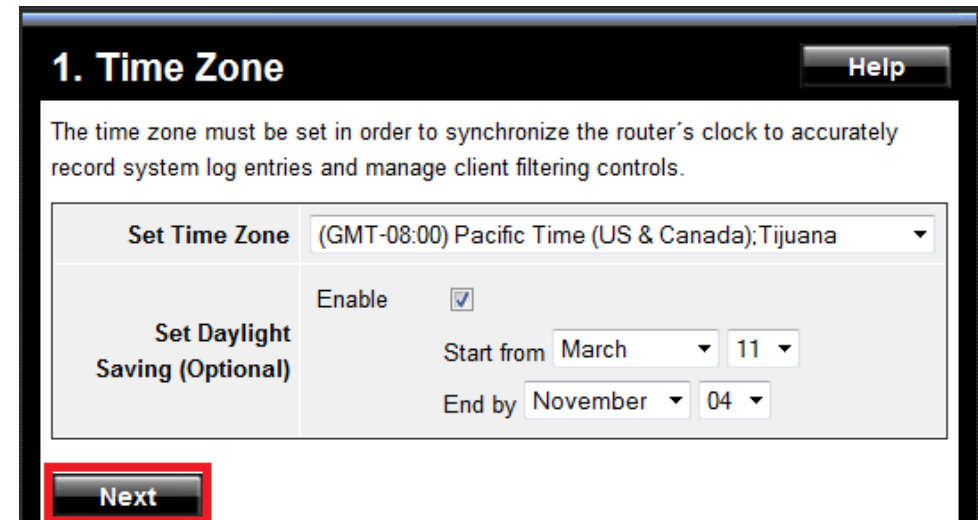 1. Time Zone
Help
The time zone must be set in order to synchronize the router´s clock to accurately
record system log entries and manage client filtering controls.
Set Time Zone
(GMT-08:00) Pacific Time (US & Canada);Tijuana
Set Daylight
Saving (Optional)
Enable
Start from March 11
End by November 04
Next